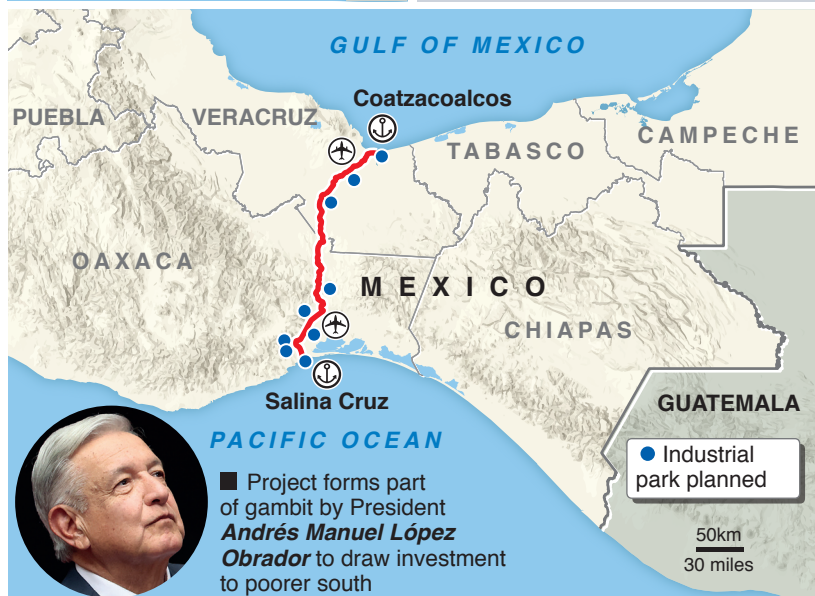 GULF OF MEXICO
Coatzacoalcos
PUEBLA
VERACRUZ
TABASCO
CAMPECHE
OAXACA
MEXICO
CHIAPAS
Salina Cruz
GUATEMALA
PACIFIC OCEAN
Industrial
park planned
Project forms part
of gambit by President
Andrés Manuel López
Obrador to draw investment
to poorer south
50km
30 miles